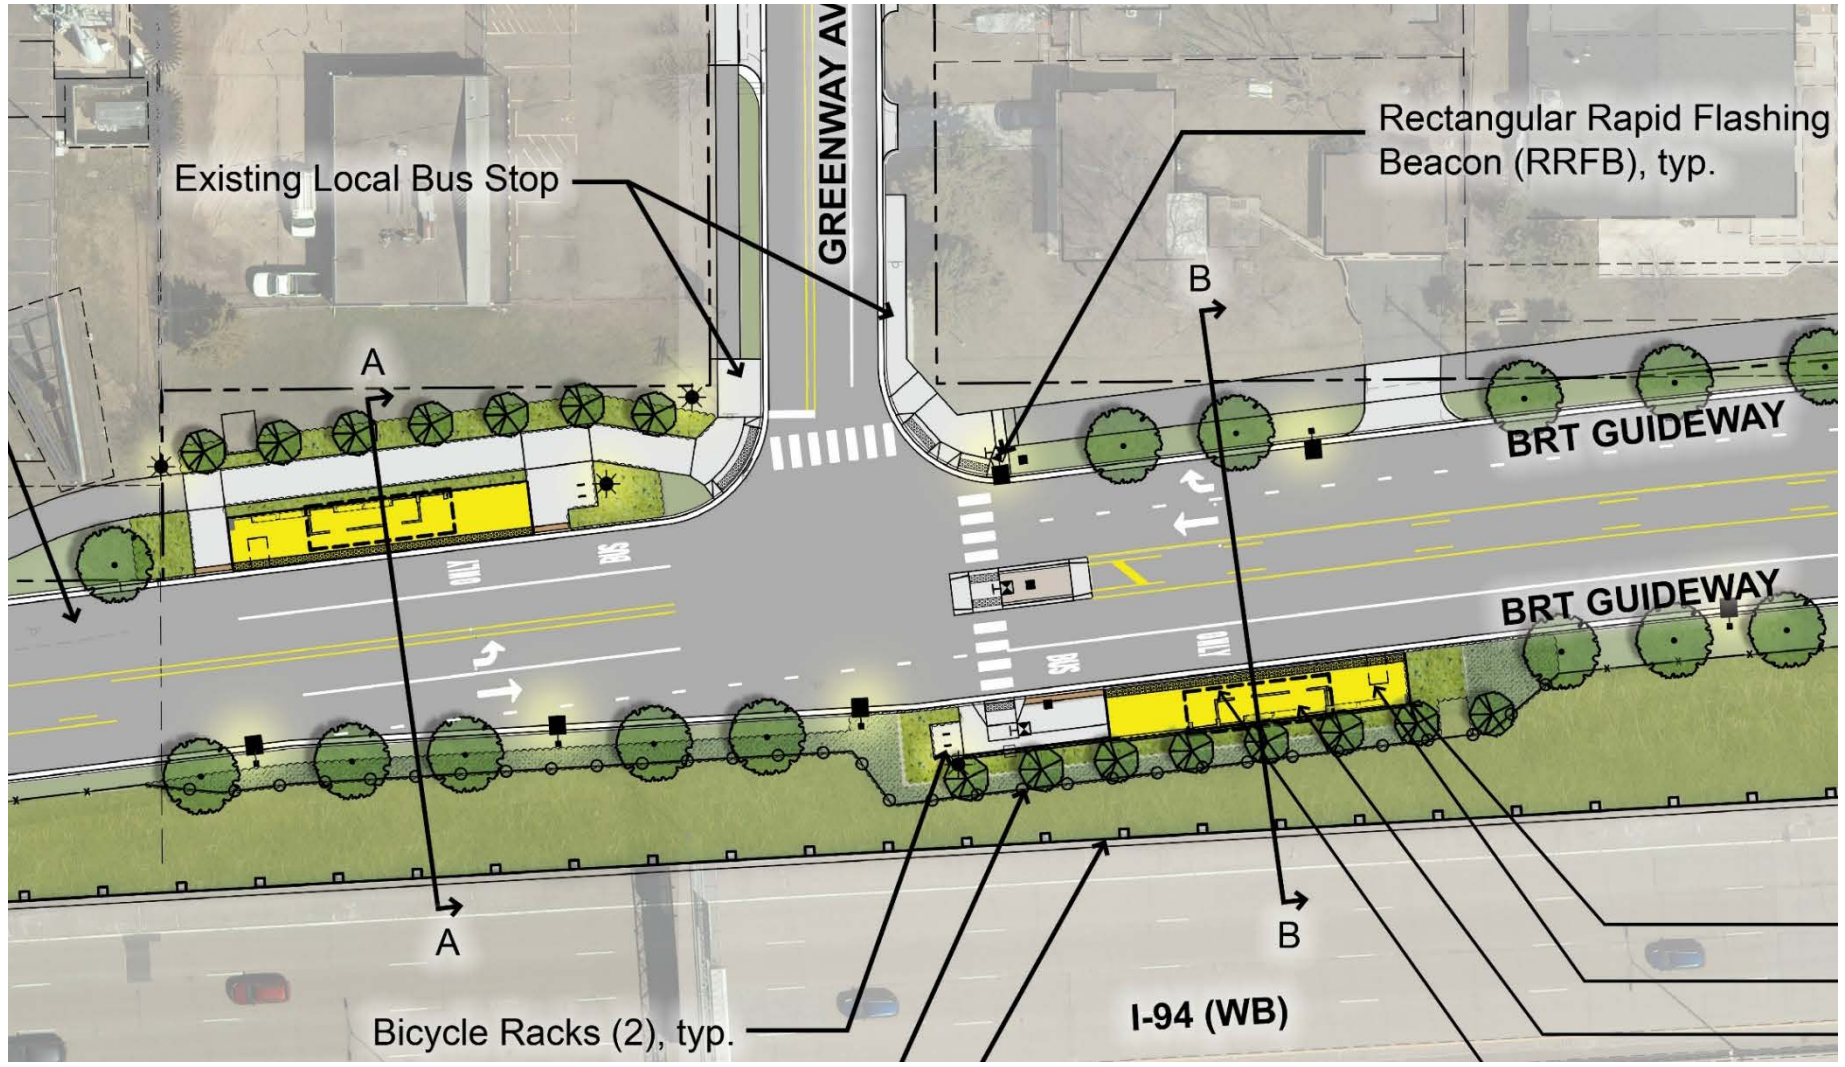 GREENWAY AV
Rectangular Rapid Flashing
Beacon (RRFB), typ.
Existing Local Bus Stop
B
A
BRT GUIDEWAY
ONLY
BUS
BRT GUIDEWAY
BUS
ONLY
A
B
I-94 (WB)
Bicycle Racks (2), typ.